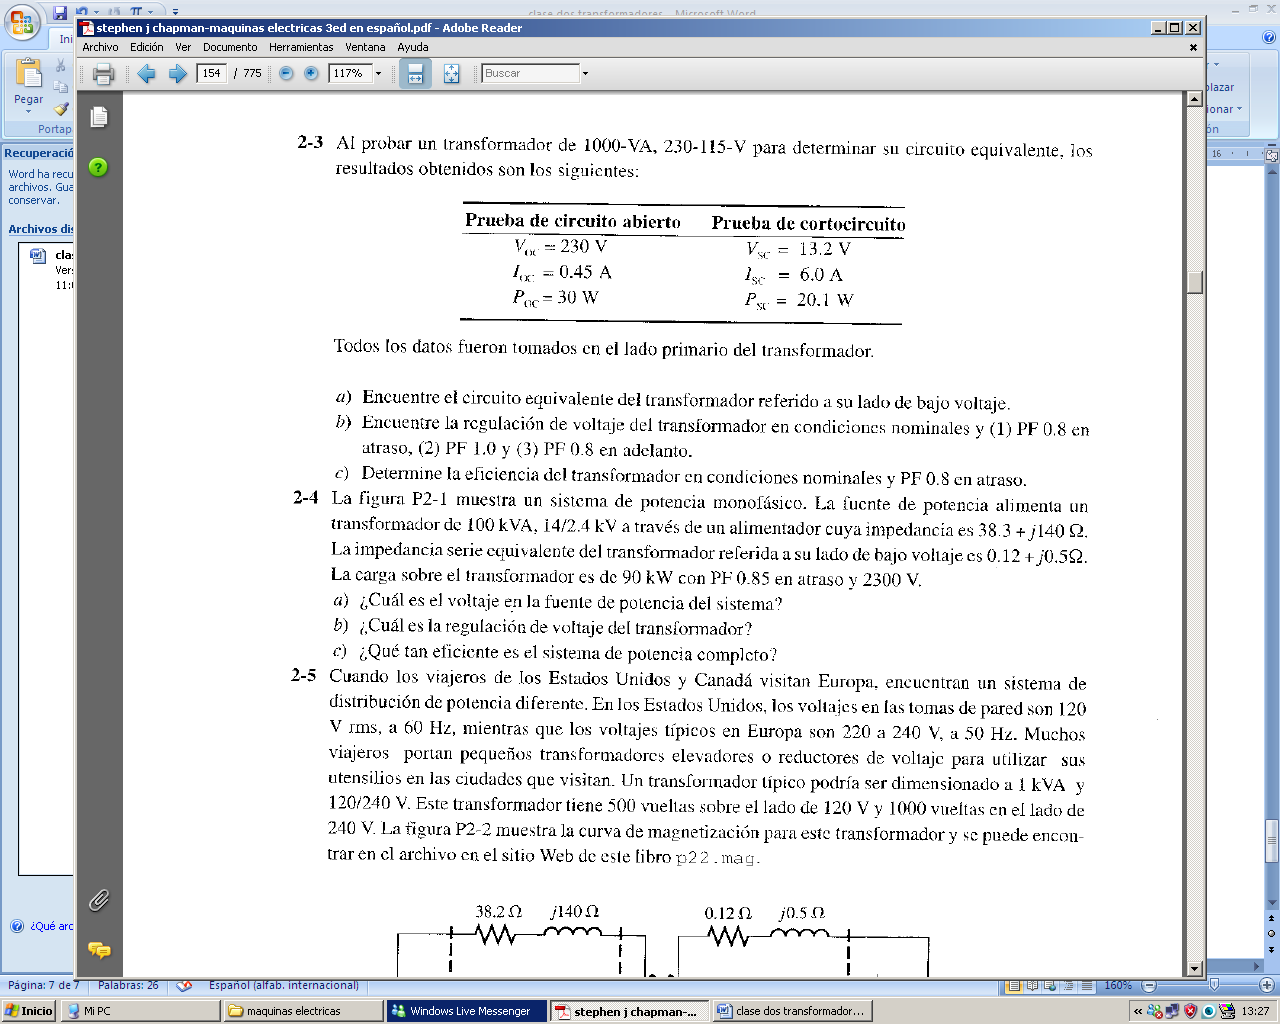 clase dos transformadores - Microsoft Word
stephen j chapman-maquinas electricas 3ed en español.pdf - Adobe Reader
Archivo Edición Ver Documento Herramientas Ventana Ayuda
154 / 775 117% Buscar
Pegar
Portap
Recuperació
Word ha recu
archivos. Gua
conservar.
Archivos dis
clas
Vers
11:0
¿Qué arc
16
2-3 Al probar un transformador de 1000-VA, 230-115-V para determinar su circuito equivalente, los
resultados obtenidos son los siguientes:
Prueba de circuito abierto Prueba de cortocircuito
V_OC = 230 V V_SC = 13.2 V
I_OC = 0.45 A I_SC = 6.0 A
P_OC = 30 W P_SC = 20.1 W
Todos los datos fueron tomados en el lado primario del transformador.
a) Encuentre el circuito equivalente del transformador referido a su lado de bajo voltaje.
b) Encuentre la regulación de voltaje del transformador en condiciones nominales y (1) PF 0.8 en
atraso, (2) PF 1.0 y (3) PF 0.8 en adelanto.
c) Determine la eficiencia del transformador en condiciones nominales y PF 0.8 en atraso.
2-4 La figura P2-1 muestra un sistema de potencia monofásico. La fuente de potencia alimenta un
transformador de 100 kVA, 14/2.4 kV a través de un alimentador cuya impedancia es 38.3 + j140 Ω.
La impedancia serie equivalente del transformador referida a su lado de bajo voltaje es 0.12 + j0.5Ω.
La carga sobre el transformador es de 90 kW con PF 0.85 en atraso y 2300 V.
a) ¿Cuál es el voltaje en la fuente de potencia del sistema?
b) ¿Cuál es la regulación de voltaje del transformador?
c) ¿Qué tan eficiente es el sistema de potencia completo?
2-5 Cuando los viajeros de los Estados Unidos y Canadá visitan Europa, encuentran un sistema de
distribución de potencia diferente. En los Estados Unidos, los voltajes en las tomas de pared son 120
V rms, a 60 Hz, mientras que los voltajes típicos en Europa son 220 a 240 V, a 50 Hz. Muchos
viajeros portan pequeños transformadores elevadores o reductores de voltaje para utilizar sus
utensilios en las ciudades que visitan. Un transformador típico podría ser dimensionado a 1 kVA y
120/240 V. Este transformador tiene 500 vueltas sobre el lado de 120 V y 1000 vueltas en el lado de
240 V. La figura P2-2 muestra la curva de magnetización para este transformador y se puede encon-
trar en el archivo en el sitio Web de este libro p22.mag.
38.2 Ω j140 Ω 0.12 Ω j0.5 Ω
Página: 7 de 7 Palabras: 26 Español (alfab. internacional) 160%
Inicio Mi PC maquinas electricas Windows Live Messenger stephen j chapman-... clase dos transformador... 13:27